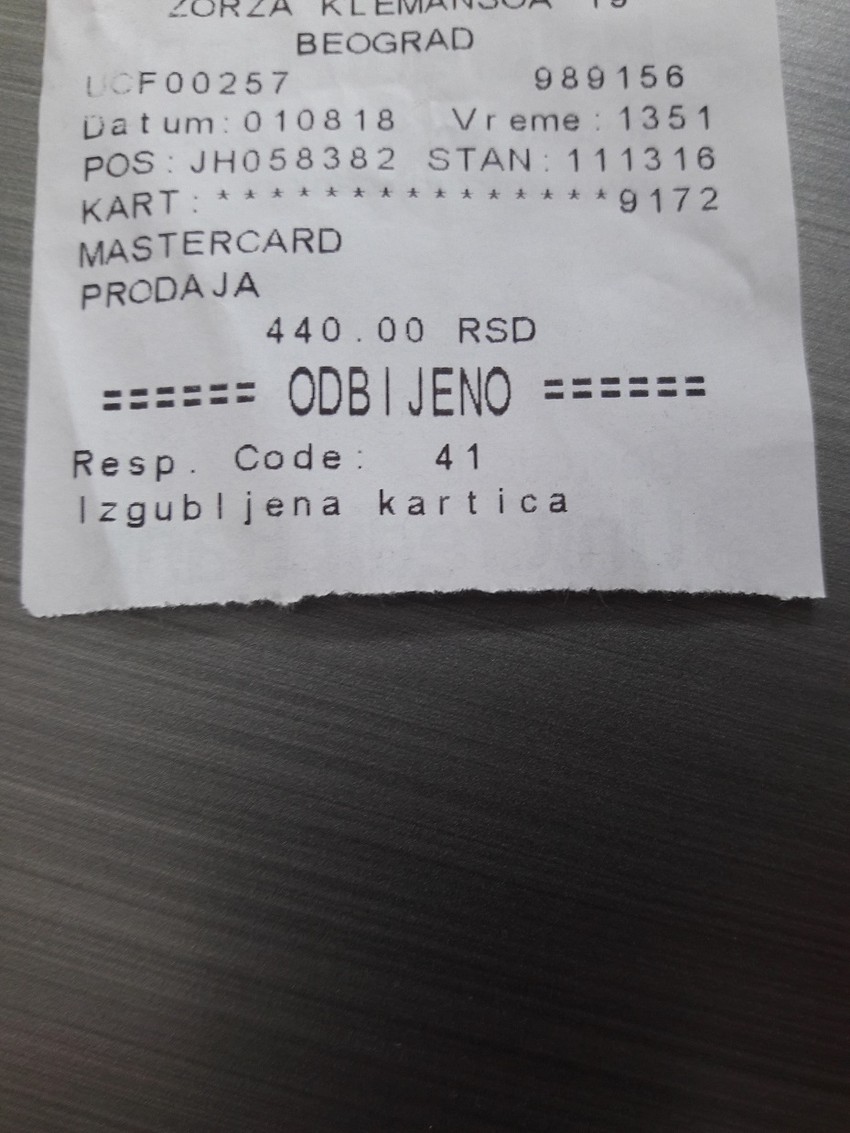 ZORZA KLEMANSOA 19
BEOGRAD
UCF00257 989156
Datum:010818 Vreme:1351
POS:JH058382 STAN:111316
KART:***************9172
MASTERCARD
PRODAJA
440.00 RSD
====== ODBIJENO ======
Resp. Code: 41
Izgubljena kartica